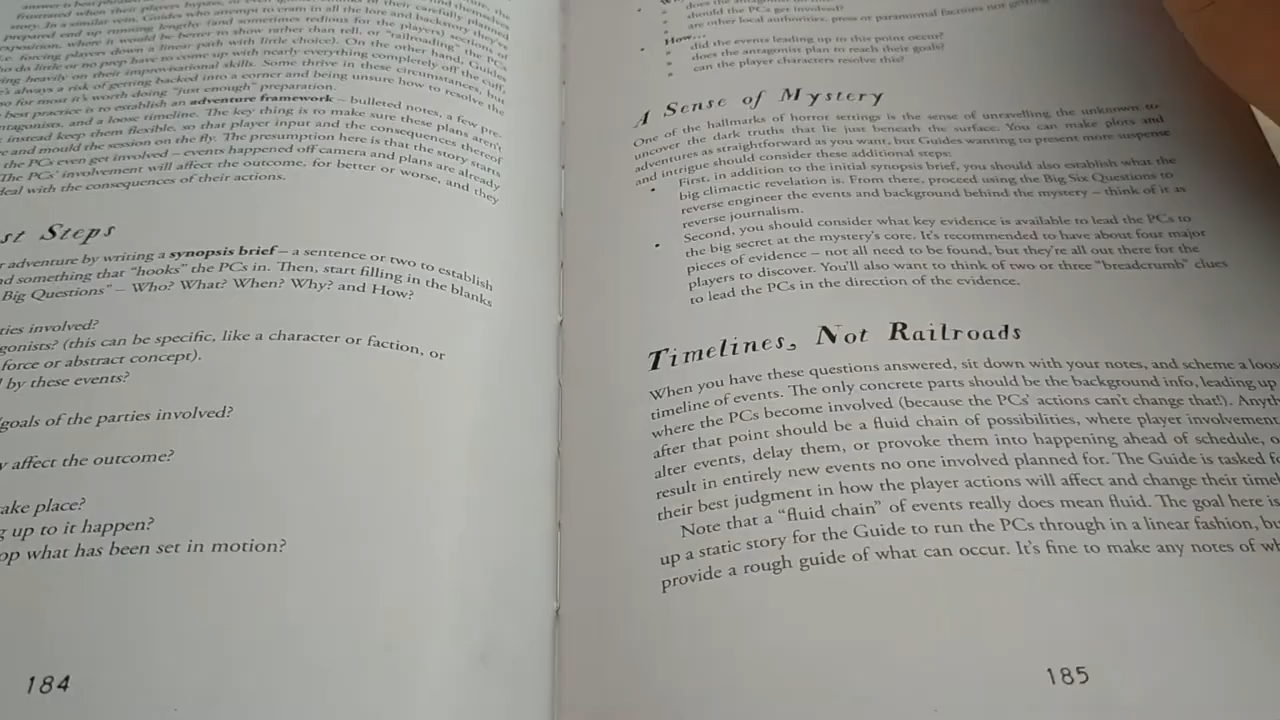 frustrated when their players bypass,
story. In a similar vein, Guides who attempt to cram in all the lore and backstory they've
prepared end up running lengthy (and sometimes tedious for the players) sections of
exposition, where it would be better to show rather than tell, or "railroading" the PCs
i.e. forcing players down a linear path with little choice). On the other hand, Guides
who do little or no prep have to come up with nearly everything completely off the cuff,
ing heavily on their improvisational skills. Some thrive in these circumstances, but
e's always a risk of getting backed into a corner and being unsure how to resolve the
so for most it's worth doing "just enough" preparation.
best practice is to establish an adventure framework – bulleted notes, a few pre-
ntagonists, and a loose timeline. The key thing is to make sure these plans aren't
instead keep them flexible, so that player input and the consequences thereof
e and mould the session on the fly. The presumption here is that the story starts
the PCs even get involved – events happened off camera and plans are already
The PCs' involvement will affect the outcome, for better or worse, and they
deal with the consequences of their actions.
st Steps
r adventure by writing a synopsis brief – a sentence or two to establish
nd something that "hooks" the PCs in. Then, start filling in the blanks
Big Questions" – Who? What? When? Why? and How?
ties involved?
gonists? (this can be specific, like a character or faction, or
force or abstract concept).
l by these events?
goals of the parties involved?
y affect the outcome?
ake place?
g up to it happen?
op what has been set in motion?
184
should the PCs get involved?
are other local authorities, press or paranormal factions not
• How...
did the events leading up to this point occur?
does the antagonist plan to reach their goals?
can the player characters resolve this?
A Sense of Mystery
One of the hallmarks of horror settings is the sense of unravelling the unknown to
uncover the dark truths that lie just beneath the surface. You can make plots and
adventures as straightforward as you want, but Guides wanting to present more suspense
and intrigue should consider these additional steps:
• First, in addition to the initial synopsis brief, you should also establish what the
big climactic revelation is. From there, proceed using the Big Six Questions to
reverse engineer the events and background behind the mystery – think of it as
reverse journalism.
• Second, you should consider what key evidence is available to lead the PCs to
the big secret at the mystery's core. It's recommended to have about four major
pieces of evidence – not all need to be found, but they're all out there for the
players to discover. You'll also want to think of two or three "breadcrumb" clues
to lead the PCs in the direction of the evidence.
Timelines, Not Railroads
When you have these questions answered, sit down with your notes, and scheme a loos
timeline of events. The only concrete parts should be the background info, leading up
where the PCs become involved (because the PCs' actions can't change that!). Anyth
after that point should be a fluid chain of possibilities, where player involvement
alter events, delay them, or provoke them into happening ahead of schedule, o
result in entirely new events no one involved planned for. The Guide is tasked fo
their best judgment in how the player actions will affect and change their timel
Note that a "fluid chain" of events really does mean fluid. The goal here is
up a static story for the Guide to run the PCs through in a linear fashion, bu
provide a rough guide of what can occur. It's fine to make any notes of wh
185